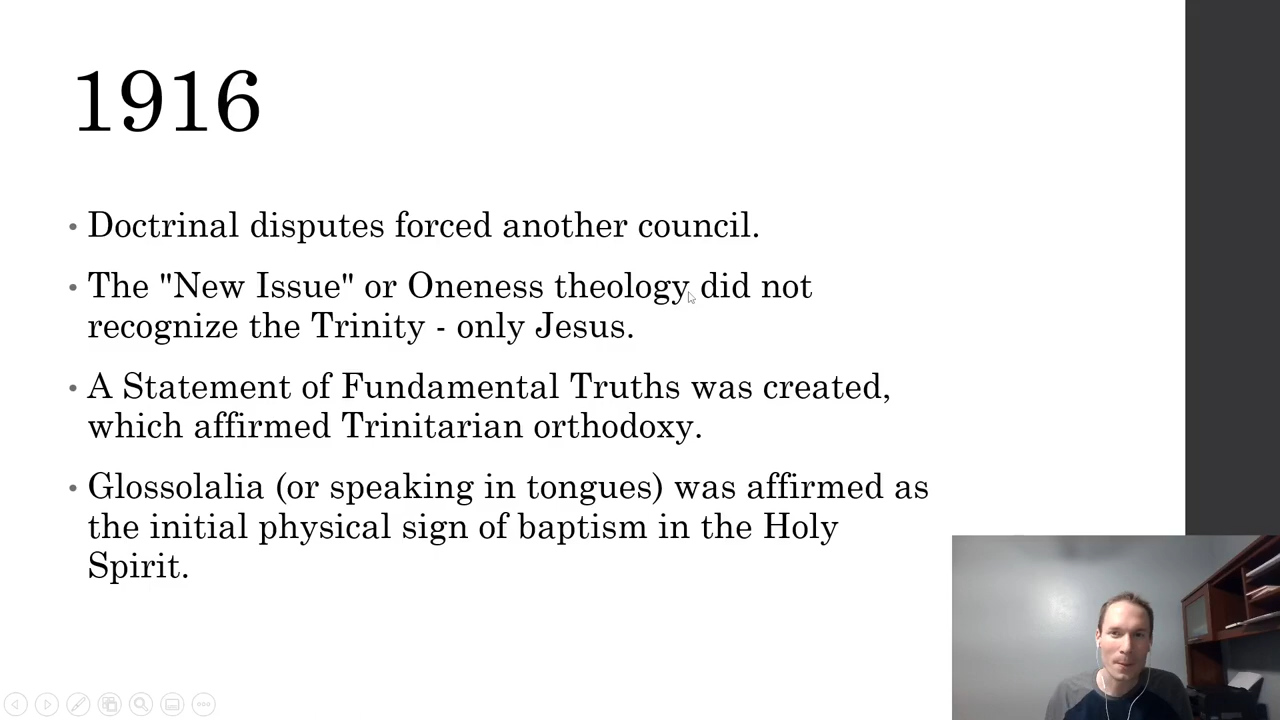 1916
• Doctrinal disputes forced another council.
• The "New Issue" or Oneness theology did not
recognize the Trinity - only Jesus.
• A Statement of Fundamental Truths was created,
which affirmed Trinitarian orthodoxy.
• Glossolalia (or speaking in tongues) was affirmed as
the initial physical sign of baptism in the Holy
Spirit.